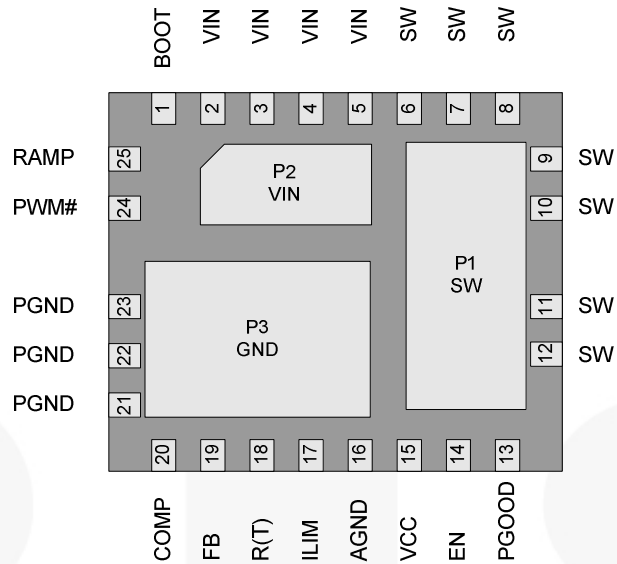 BOOT
VIN
VIN
VIN
VIN
SW
SW
SW
1
2
3
4
5
6
7
8
RAMP
25
PWM#
24
PGND
23
PGND
22
PGND
21
P2
VIN
P1
SW
P3
GND
9
SW
10
SW
11
SW
12
SW
20
19
18
17
16
15
14
13
COMP
FB
R(T)
ILIM
AGND
VCC
EN
PGOOD